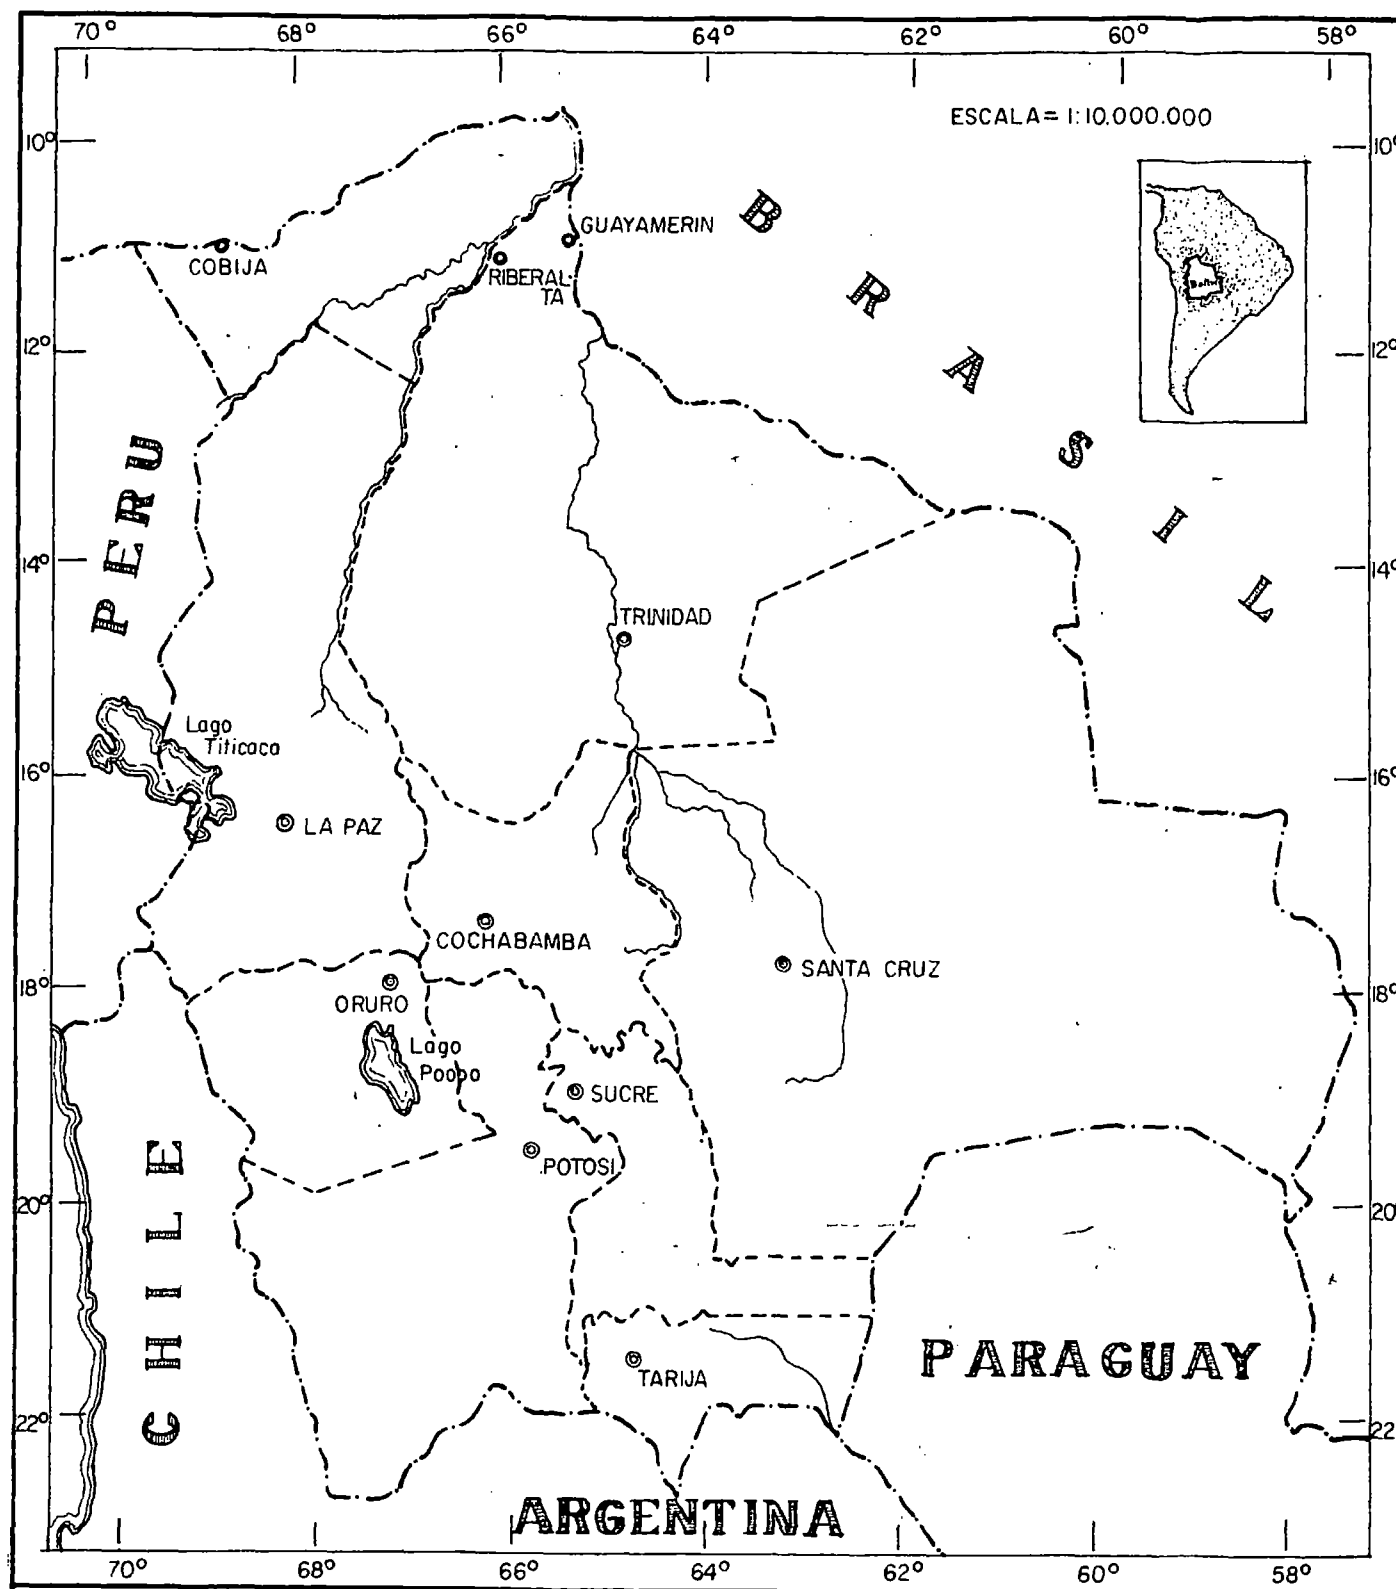 70° 68° 66° 64° 62° 60° 58°
ESCALA = 1:10.000.000
10° 10°
BRASIL
GUAYAMERIN
COBIJA
RIBERAL-
TA
Bolivia
12° 12°
PERU
14° 14°
TRINIDAD
Lago
Titicaca
16° 16°
LA PAZ
COCHABAMBA
SANTA CRUZ
18° 18°
ORURO
Lago
Poopo
SUCRE
POTOSI
CHILE
20° 20°
PARAGUAY
TARIJA
22° 22°
ARGENTINA
70° 68° 66° 64° 62° 60° 58°